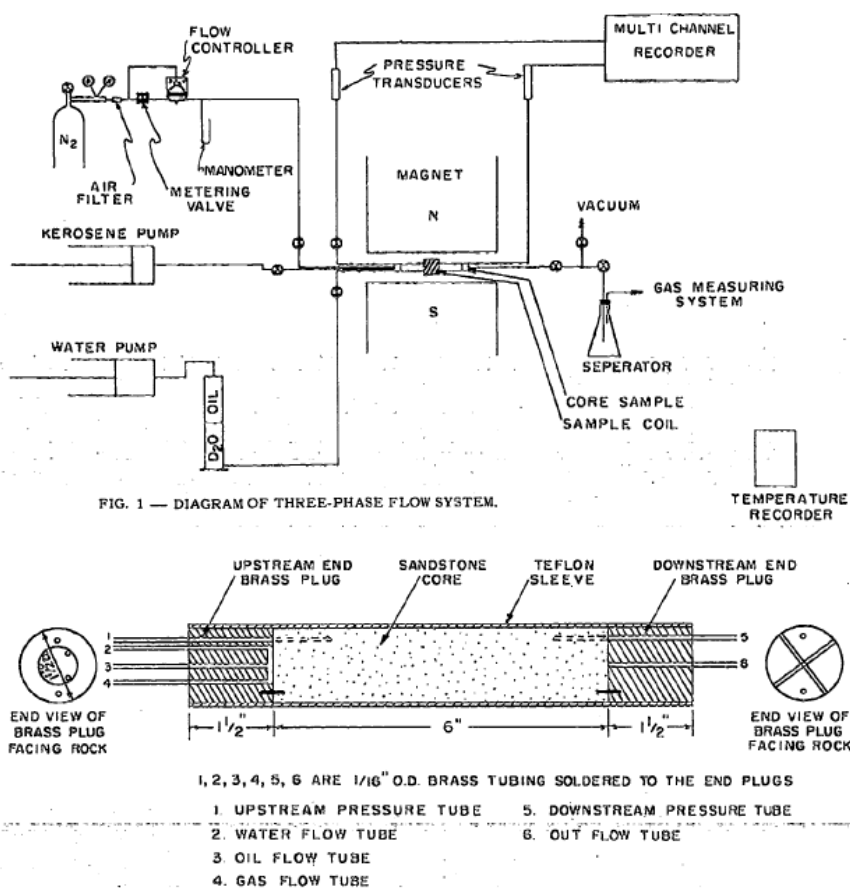 FLOW
CONTROLLER
MULTI CHANNEL
RECORDER
PRESSURE
TRANSDUCERS
N2
MANOMETER
AIR
FILTER
METERING
VALVE
MAGNET
N
VACUUM
KEROSENE PUMP
GAS MEASURING
SYSTEM
S
WATER PUMP
SEPERATOR
OIL
D2O
CORE SAMPLE
SAMPLE COIL
FIG. 1 — DIAGRAM OF THREE-PHASE FLOW SYSTEM.
TEMPERATURE
RECORDER
UPSTREAM END
BRASS PLUG
SANDSTONE
CORE
TEFLON
SLEEVE
DOWNSTREAM END
BRASS PLUG
1
2
3
4
5
6
END VIEW OF
BRASS PLUG
FACING ROCK
1 1/2"
6"
1 1/2"
END VIEW OF
BRASS PLUG
FACING ROCK
1, 2, 3, 4, 5, 6 ARE 1/16" O.D. BRASS TUBING SOLDERED TO THE END PLUGS
1. UPSTREAM PRESSURE TUBE
2. WATER FLOW TUBE
3. OIL FLOW TUBE
4. GAS FLOW TUBE
5. DOWNSTREAM PRESSURE TUBE
6. OUT FLOW TUBE